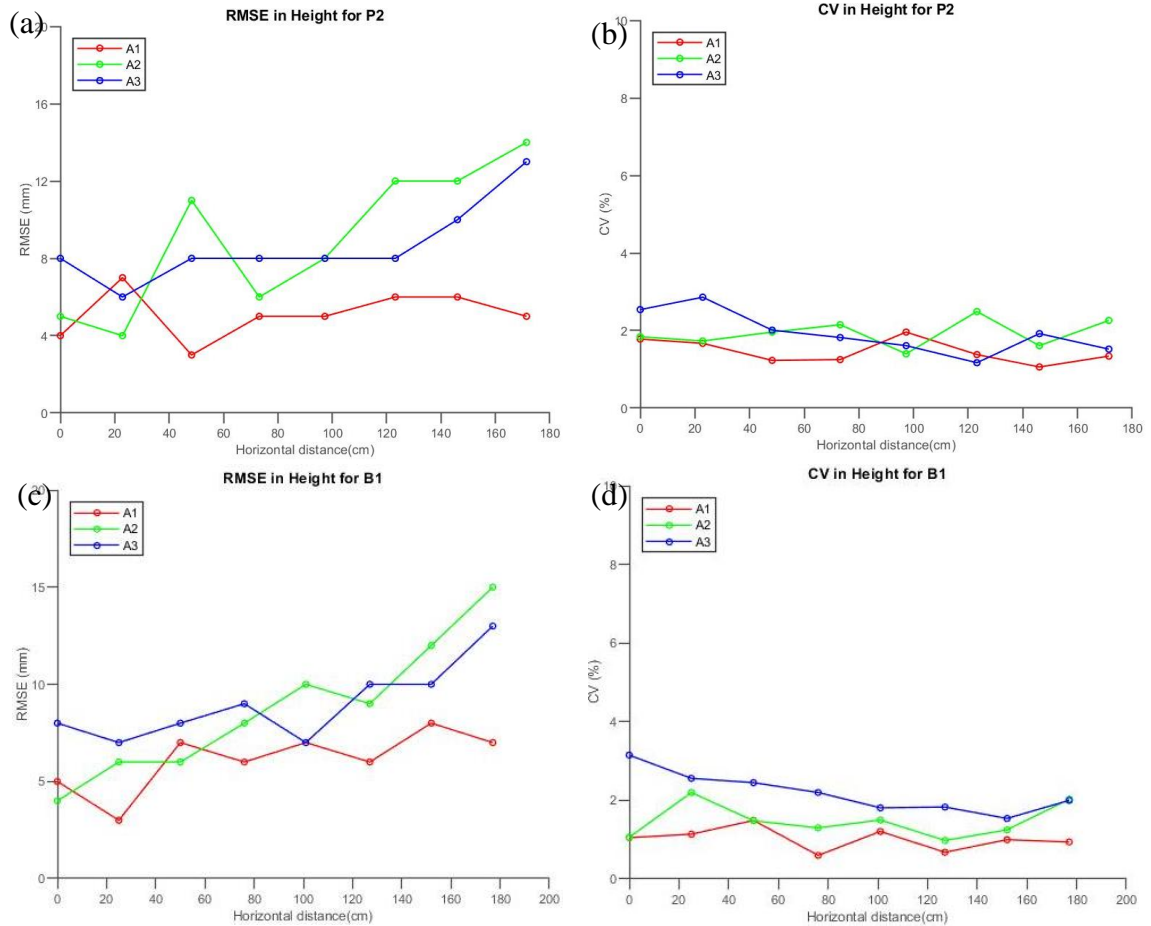 (a)
RMSE in Height for P2
20
16
12
8
4
0
RMSE (mm)
A1
A2
A3
0 20 40 60 80 100 120 140 160 180
Horizontal distance(cm)
(b)
CV in Height for P2
10
8
6
4
2
0
CV (%)
A1
A2
A3
0 20 40 60 80 100 120 140 160 180
Horizontal distance(cm)
(c)
RMSE in Height for B1
20
15
10
5
0
RMSE (mm)
A1
A2
A3
0 20 40 60 80 100 120 140 160 180 200
Horizontal distance(cm)
(d)
CV in Height for B1
10
8
6
4
2
0
CV (%)
A1
A2
A3
0 20 40 60 80 100 120 140 160 180 200
Horizontal distance(cm)